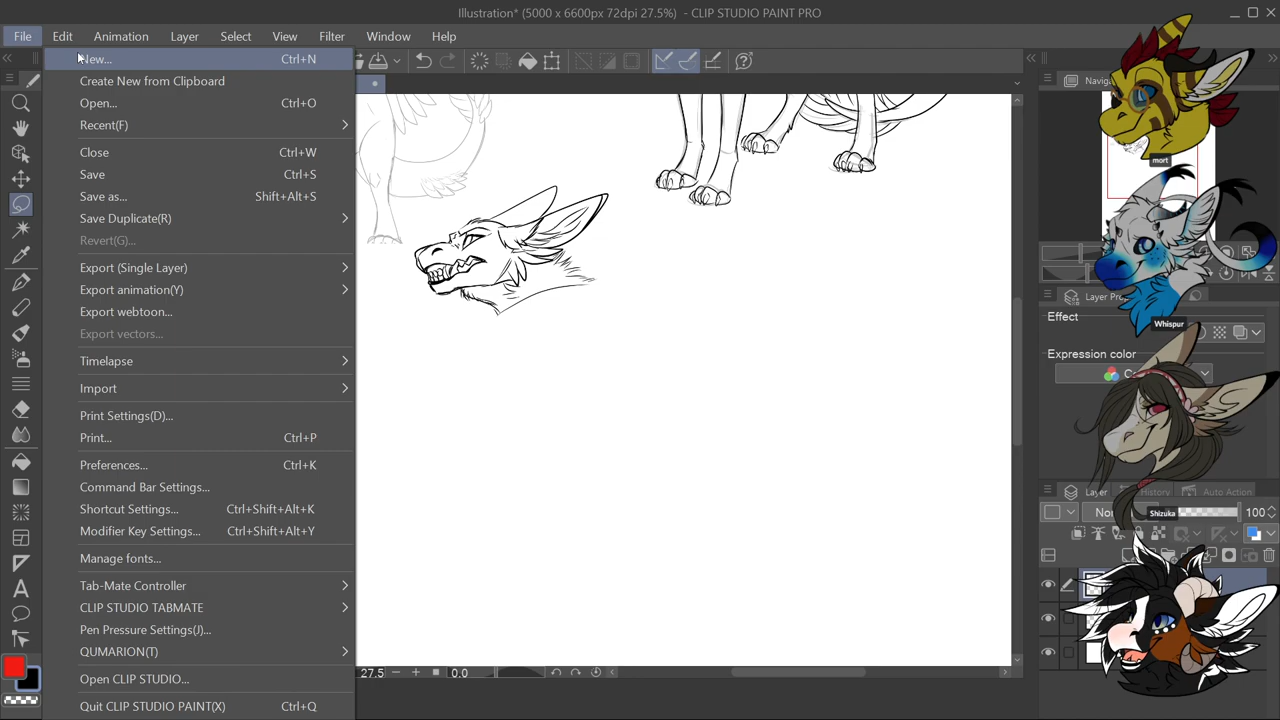 Illustration* (5000 x 6600px 72dpi 27.5%) - CLIP STUDIO PAINT PRO
File Edit Animation Layer Select View Filter Window Help
New... Ctrl+N
Create New from Clipboard
Open... Ctrl+O
Recent(F)
Close Ctrl+W
Save Ctrl+S
Save as... Shift+Alt+S
Save Duplicate(R)
Revert(G)...
Export (Single Layer)
Export animation(Y)
Export webtoon...
Export vectors...
Timelapse
Import
Print Settings(D)...
Print... Ctrl+P
Preferences... Ctrl+K
Command Bar Settings...
Shortcut Settings... Ctrl+Shift+Alt+K
Modifier Key Settings... Ctrl+Shift+Alt+Y
Manage fonts...
Tab-Mate Controller
CLIP STUDIO TABMATE
Pen Pressure Settings(J)...
QUMARION(T)
Open CLIP STUDIO...
Quit CLIP STUDIO PAINT(X) Ctrl+Q
27.5 0.0
mort
Whispur
Effect
Expression color
Layer History Auto Action
Shizuka
100